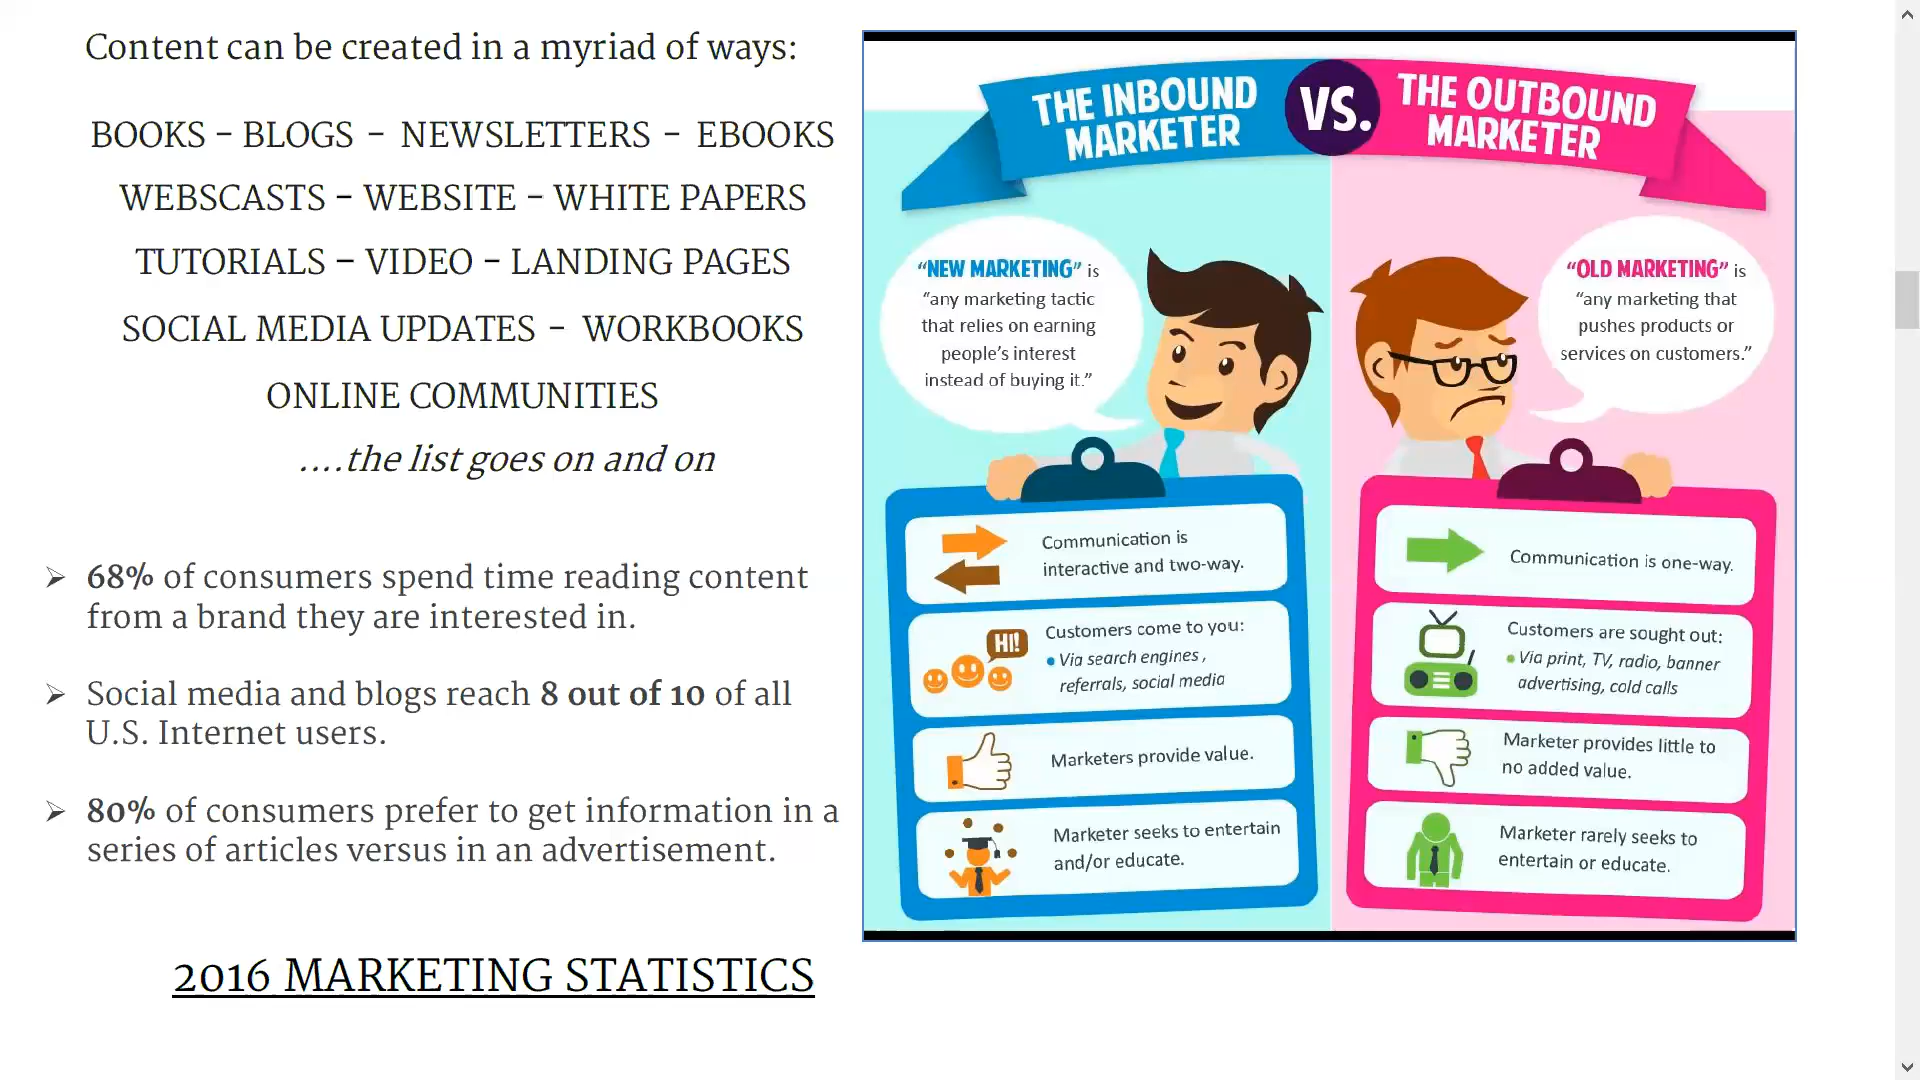 Content can be created in a myriad of ways:
BOOKS – BLOGS – NEWSLETTERS – EBOOKS
WEBSCASTS – WEBSITE – WHITE PAPERS
TUTORIALS – VIDEO – LANDING PAGES
SOCIAL MEDIA UPDATES – WORKBOOKS
ONLINE COMMUNITIES
....the list goes on and on
➢ 68% of consumers spend time reading content
from a brand they are interested in.
➢ Social media and blogs reach 8 out of 10 of all
U.S. Internet users.
➢ 80% of consumers prefer to get information in a
series of articles versus in an advertisement.
2016 MARKETING STATISTICS
THE INBOUND
MARKETER
VS.
THE OUTBOUND
MARKETER
“NEW MARKETING” is
“any marketing tactic
that relies on earning
people’s interest
instead of buying it.”
“OLD MARKETING” is
“any marketing that
pushes products or
services on customers.”
Communication is
interactive and two-way.
HI!
Customers come to you:
• Via search engines,
referrals, social media
Marketers provide value.
Marketer seeks to entertain
and/or educate.
Communication is one-way.
Customers are sought out:
• Via print, TV, radio, banner
advertising, cold calls
Marketer provides little to
no added value.
Marketer rarely seeks to
entertain or educate.